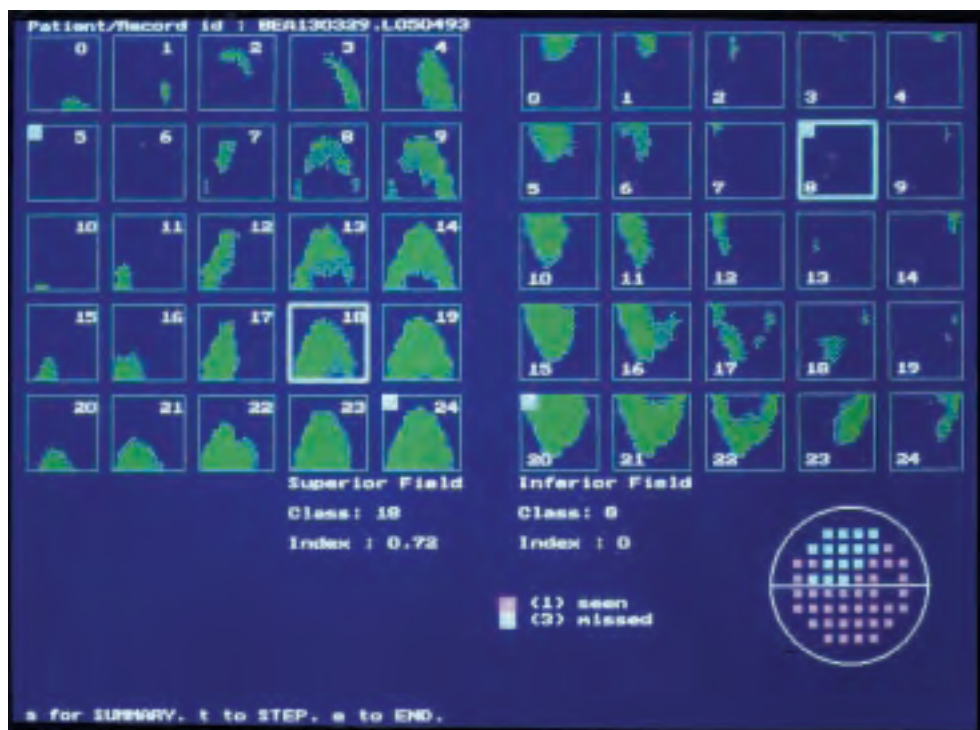 Patient/Record id : BEA130329.L050493
0 1 2 3 4
0 1 2 3 4
5 6 7 8 9
5 6 7 8 9
10 11 12 13 14
10 11 12 13 14
15 16 17 18 19
15 16 17 18 19
20 21 22 23 24
20 21 22 23 24
Superior Field
Class: 18
Index : 0.72
Inferior Field
Class: 8
Index : 0
(1) seen
(3) missed
s for SUMMARY. t to STEP. e to END.